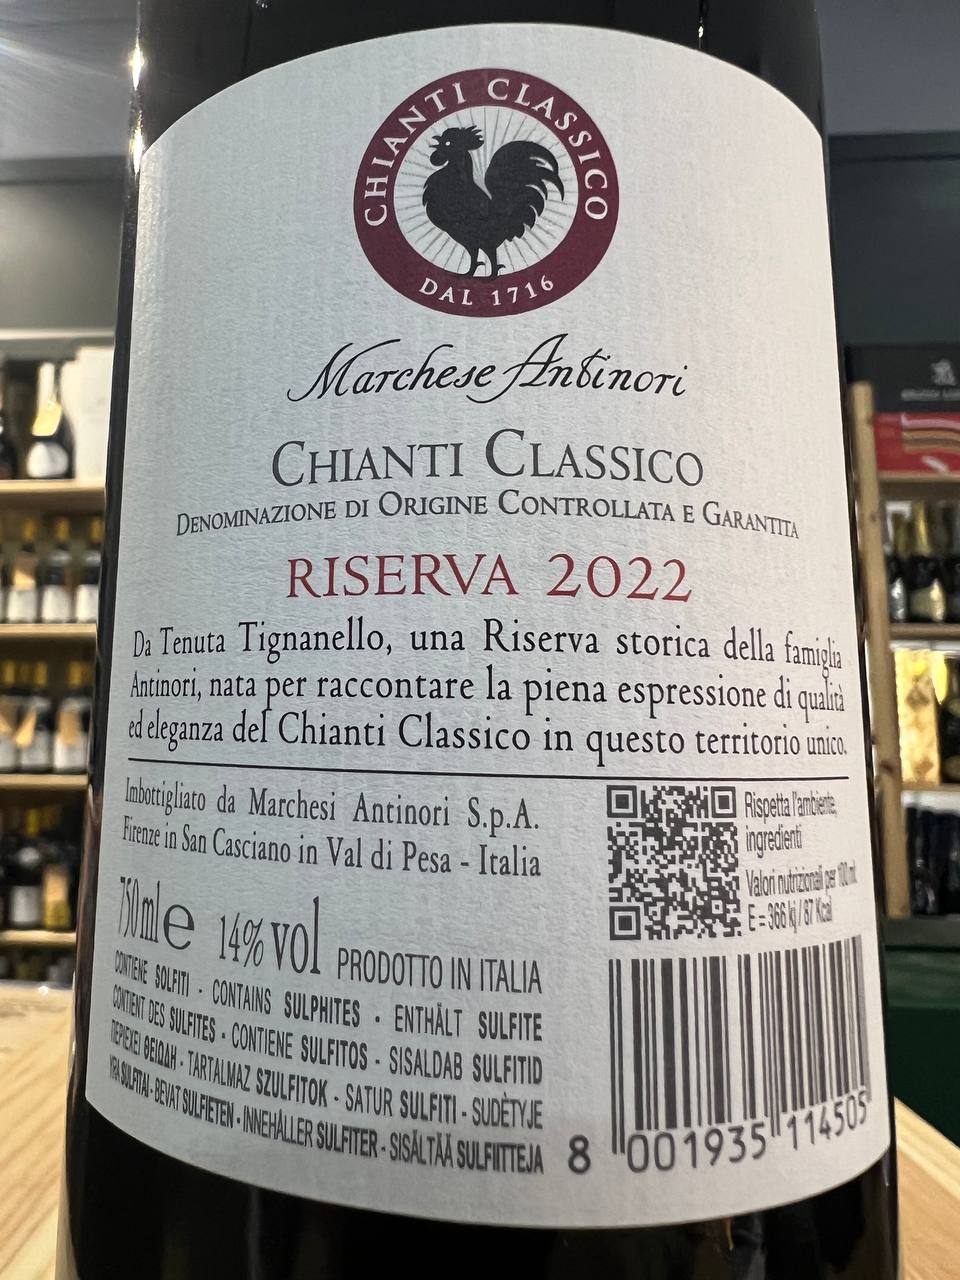 CHIANTI CLASSICO
DAL 1716
Marchese Antinori
CHIANTI CLASSICO
DENOMINAZIONE DI ORIGINE CONTROLLATA E GARANTITA
RISERVA 2022
Da Tenuta Tignanello, una Riserva storica della famiglia
Antinori, nata per raccontare la piena espressione di qualità
ed eleganza del Chianti Classico in questo territorio unico.
Imbottigliato da Marchesi Antinori S.p.A.
Firenze in San Casciano in Val di Pesa - Italia
Rispetta l'ambiente,
ingredienti
Valori nutrizionali per 100 ml
E = 366 kj / 87 Kcal
750 ml e 14% vol PRODOTTO IN ITALIA
CONTIENE SOLFITI - CONTAINS SULPHITES - ENTHÄLT SULFITE
CONTIENT DES SULFITES - CONTIENE SULFITOS - SISALDAB SULFITID
ΠΕΡΙΕΧΕΙ ΘΕΙΩΔΗ - TARTALMAZ SZULFITOK - SATUR SULFITI - SUDĖTYJE
YRA SULFITAI - BEVAT SULFIETEN - INNEHÅLLER SULFITER - SISÄLTÄÄ SULFIITTEJA
8 001935 114505